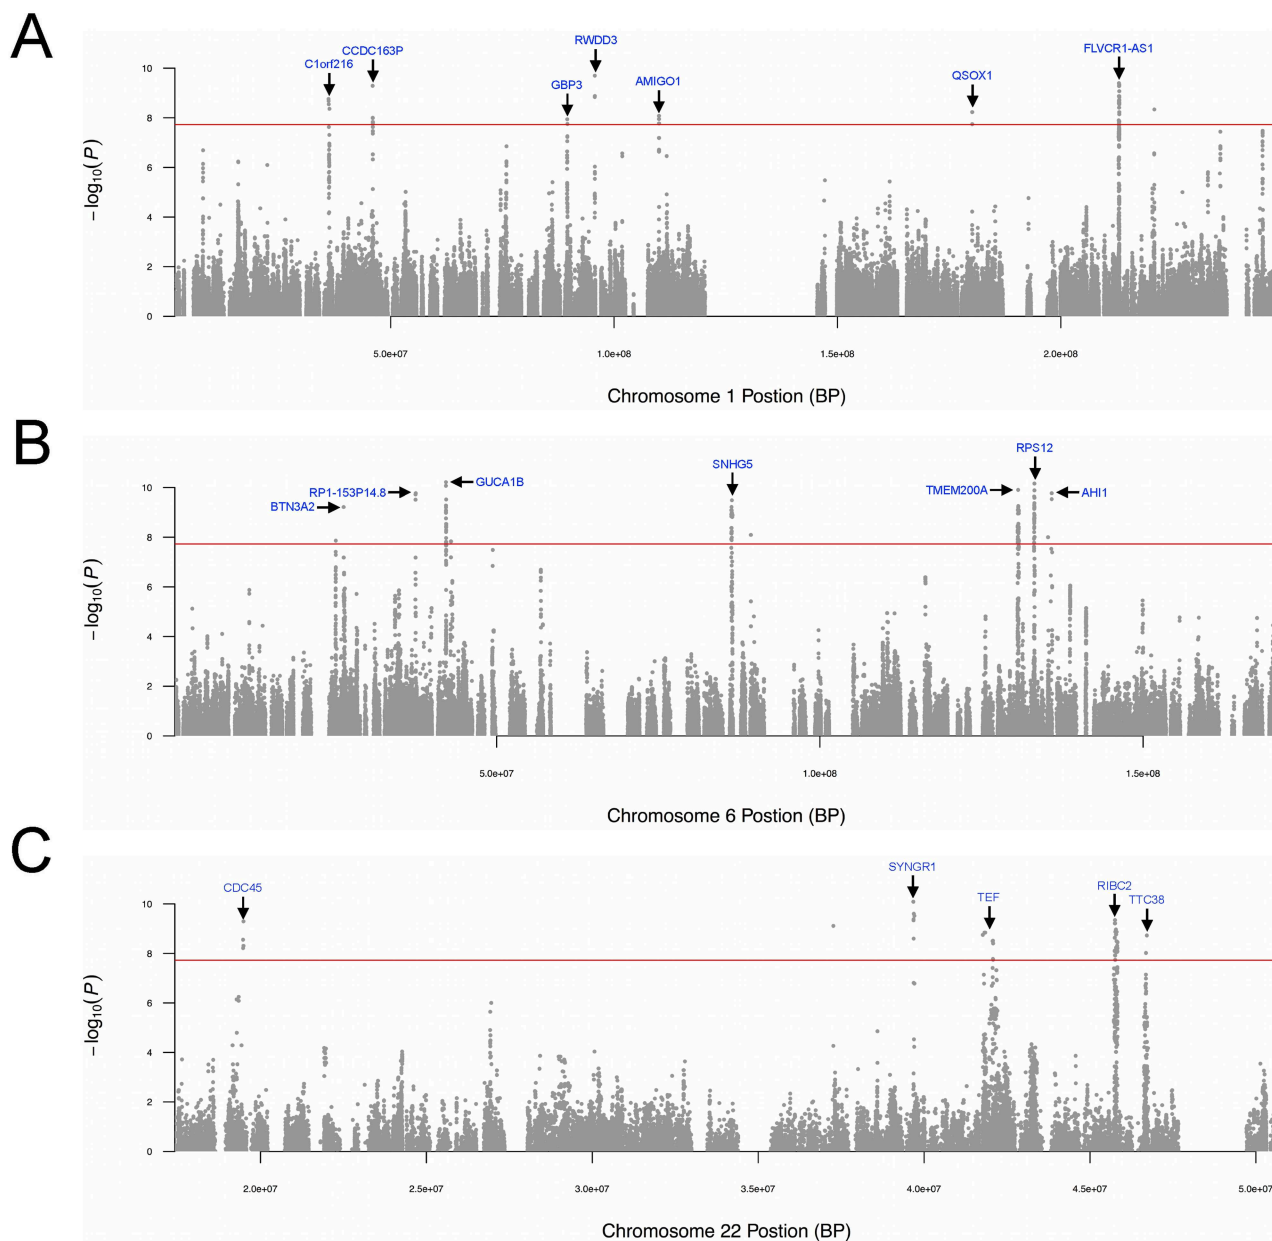 A
RWDD3
CCDC163P
FLVCR1-AS1
C1orf216
QSOX1
AMIGO1
GBP3
10
8
6
4
2
0
−log10(P)
5.0e+07 1.0e+08 1.5e+08 2.0e+08
Chromosome 1 Postion (BP)
B
RPS12
SNHG5
GUCA1B
TMEM200A
AHI1
RP1-153P14.8
BTN3A2
10
8
6
4
2
0
−log10(P)
5.0e+07 1.0e+08 1.5e+08
Chromosome 6 Postion (BP)
C
SYNGR1
CDC45
RIBC2
TEF
TTC38
10
8
6
4
2
0
−log10(P)
2.0e+07 2.5e+07 3.0e+07 3.5e+07 4.0e+07 4.5e+07 5.0e+0
Chromosome 22 Postion (BP)